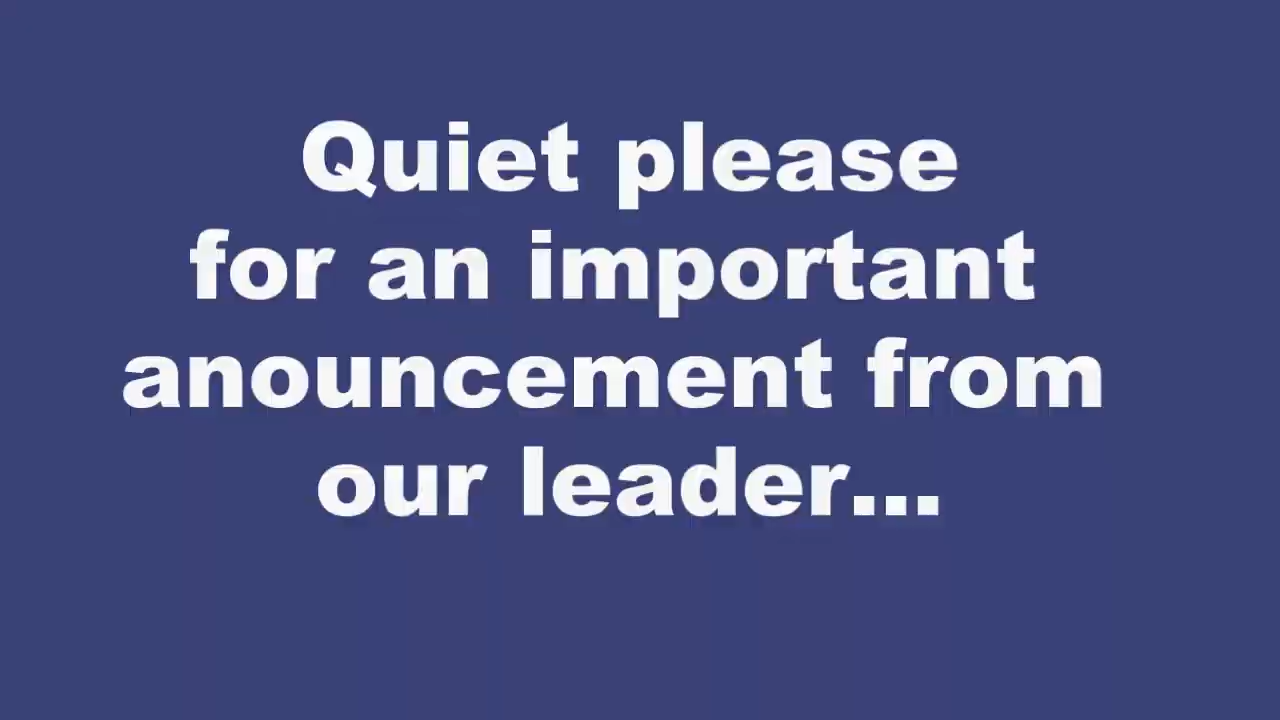 Quiet please
for an important
anouncement from
our leader...